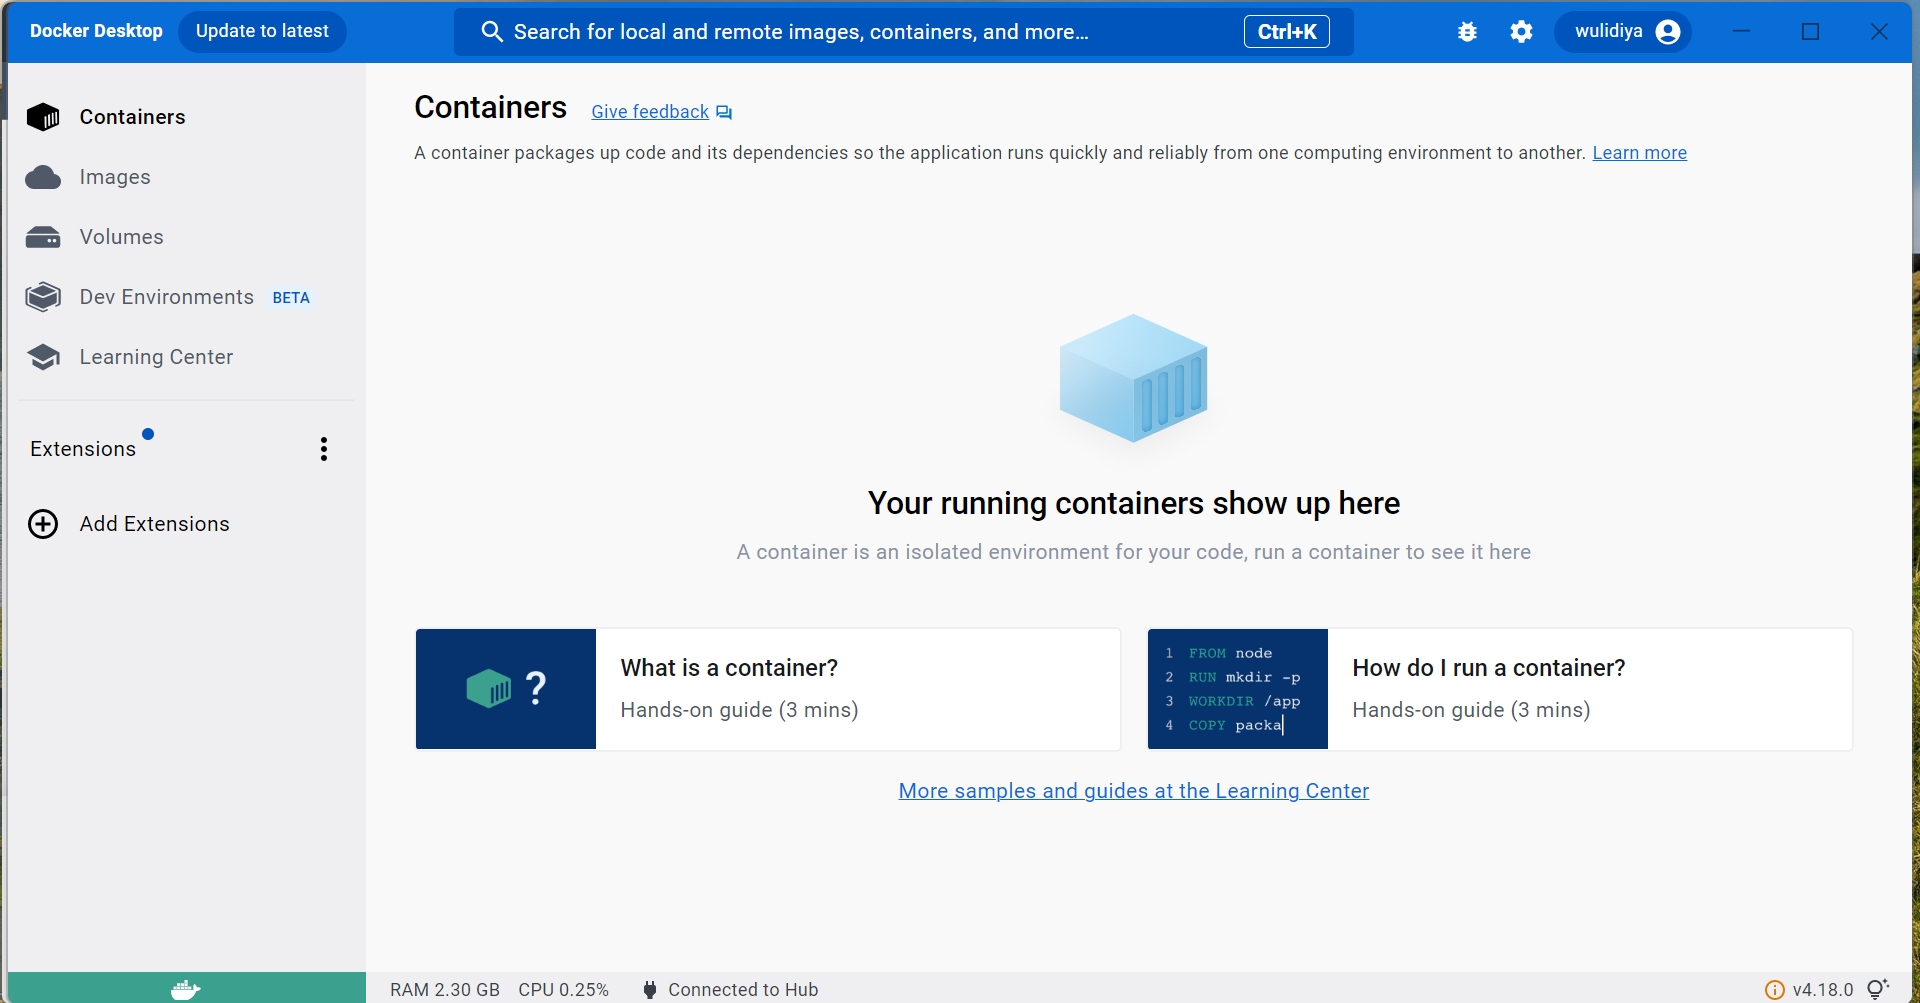 Docker Desktop
Update to latest
Search for local and remote images, containers, and more...
Ctrl+K
wulidiya
Containers
Images
Volumes
Dev Environments BETA
Learning Center
Extensions
Add Extensions
Containers
Give feedback
A container packages up code and its dependencies so the application runs quickly and reliably from one computing environment to another. Learn more
Your running containers show up here
A container is an isolated environment for your code, run a container to see it here
?
What is a container?
Hands-on guide (3 mins)
1 FROM node
2 RUN mkdir -p
3 WORKDIR /app
4 COPY packa
How do I run a container?
Hands-on guide (3 mins)
More samples and guides at the Learning Center
RAM 2.30 GB CPU 0.25% Connected to Hub
v4.18.0